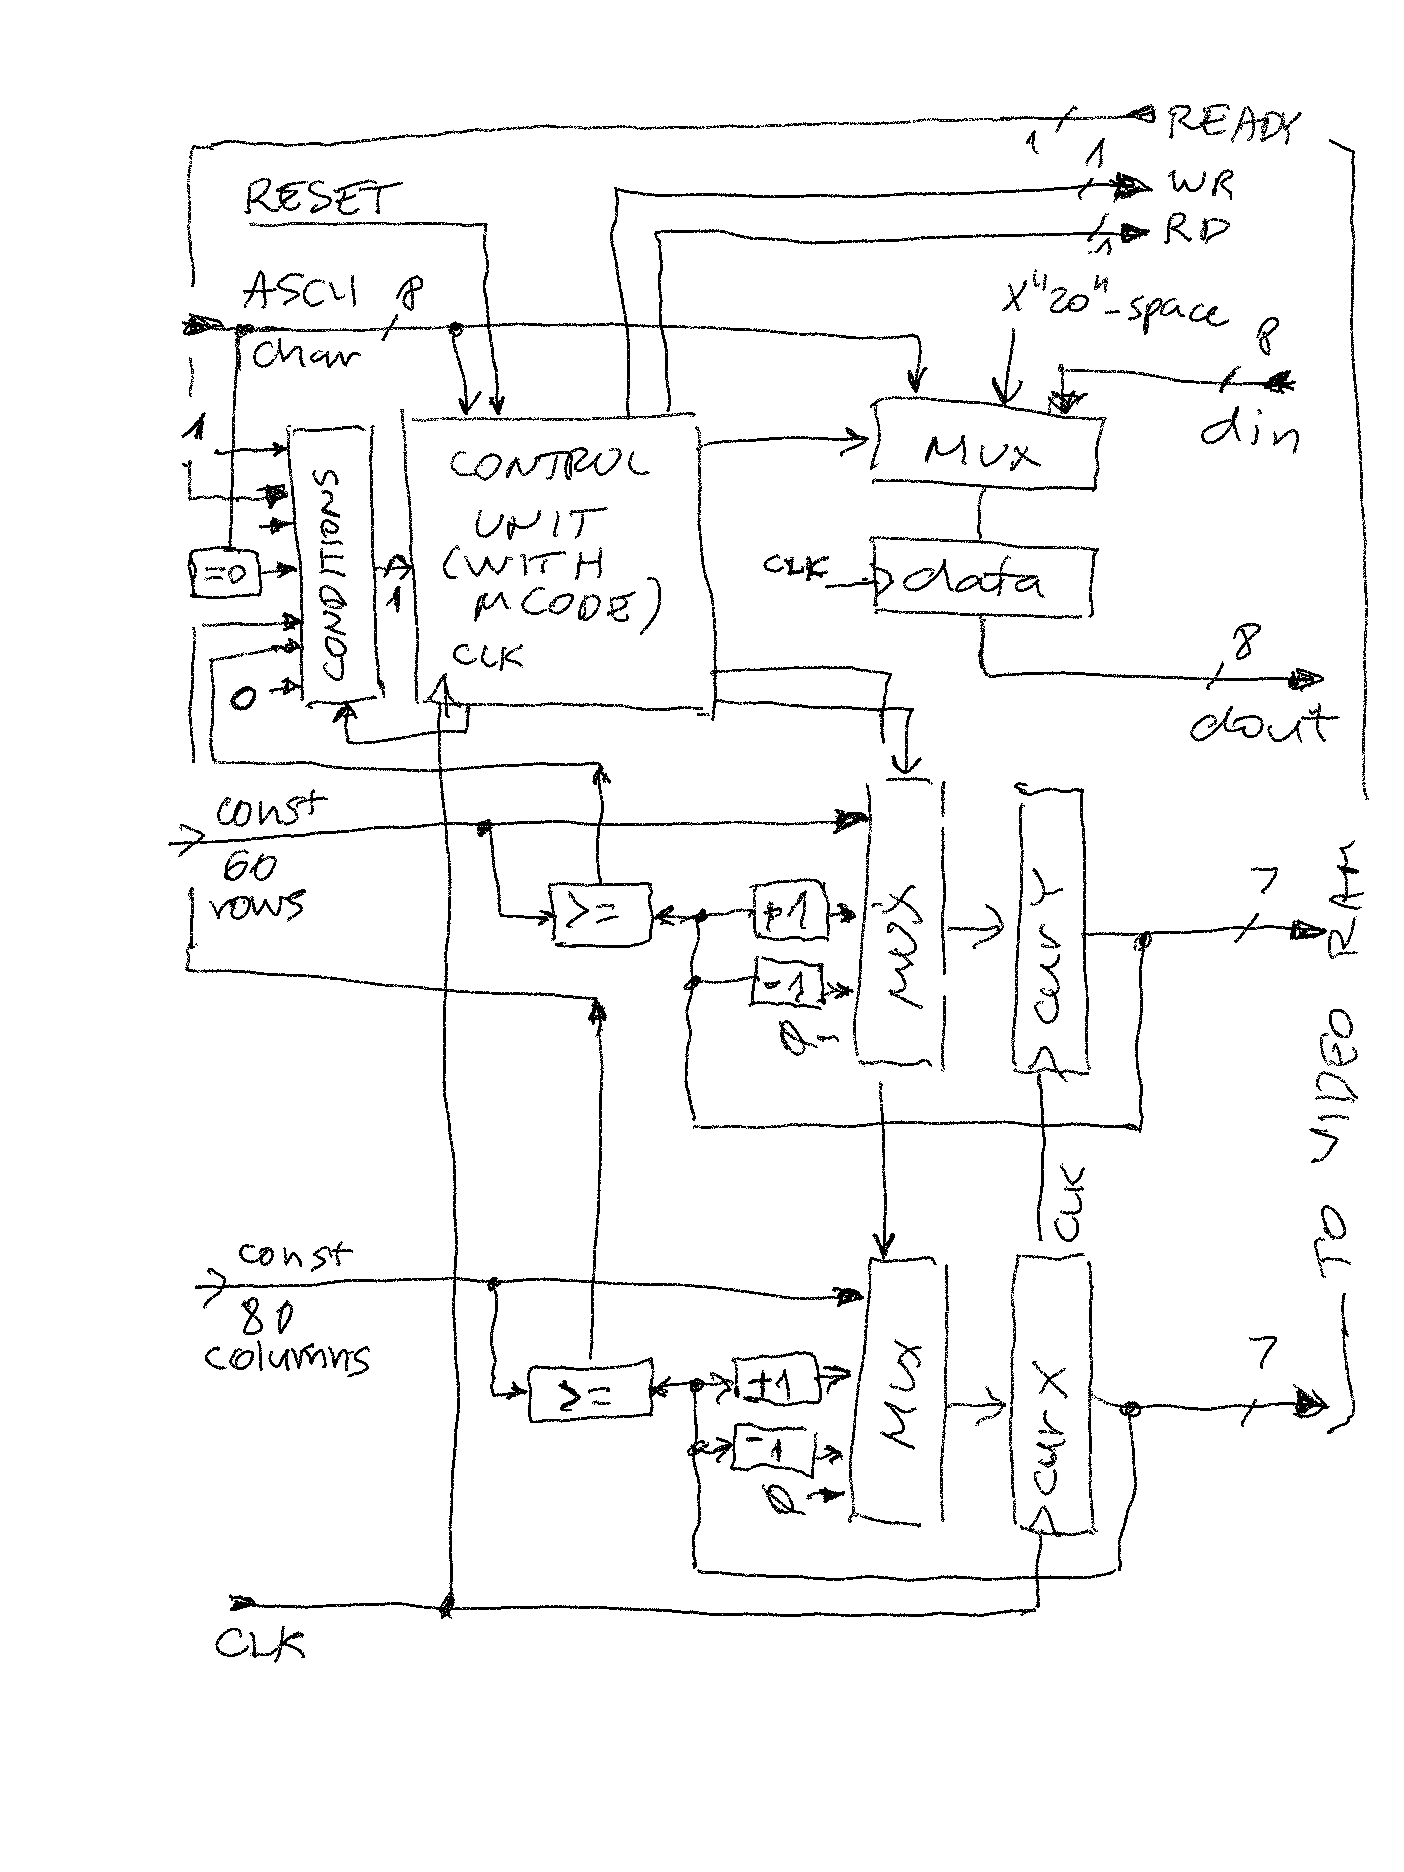 READY
1
1
WR
RD
1
RESET
ASCII 8
char
X"20"-space
8
din
MUX
1
CONDITIONS
CONTROL
UNIT
(WITH
MCODE)
CLK
=0
1
0
CLK
data
8
dout
const
60
rows
>=
+1
-1
0
MUX
cur Y
7
CLK
const
80
columns
>=
+1
-1
0
MUX
cur X
7
TO VIDEO RAM
CLK